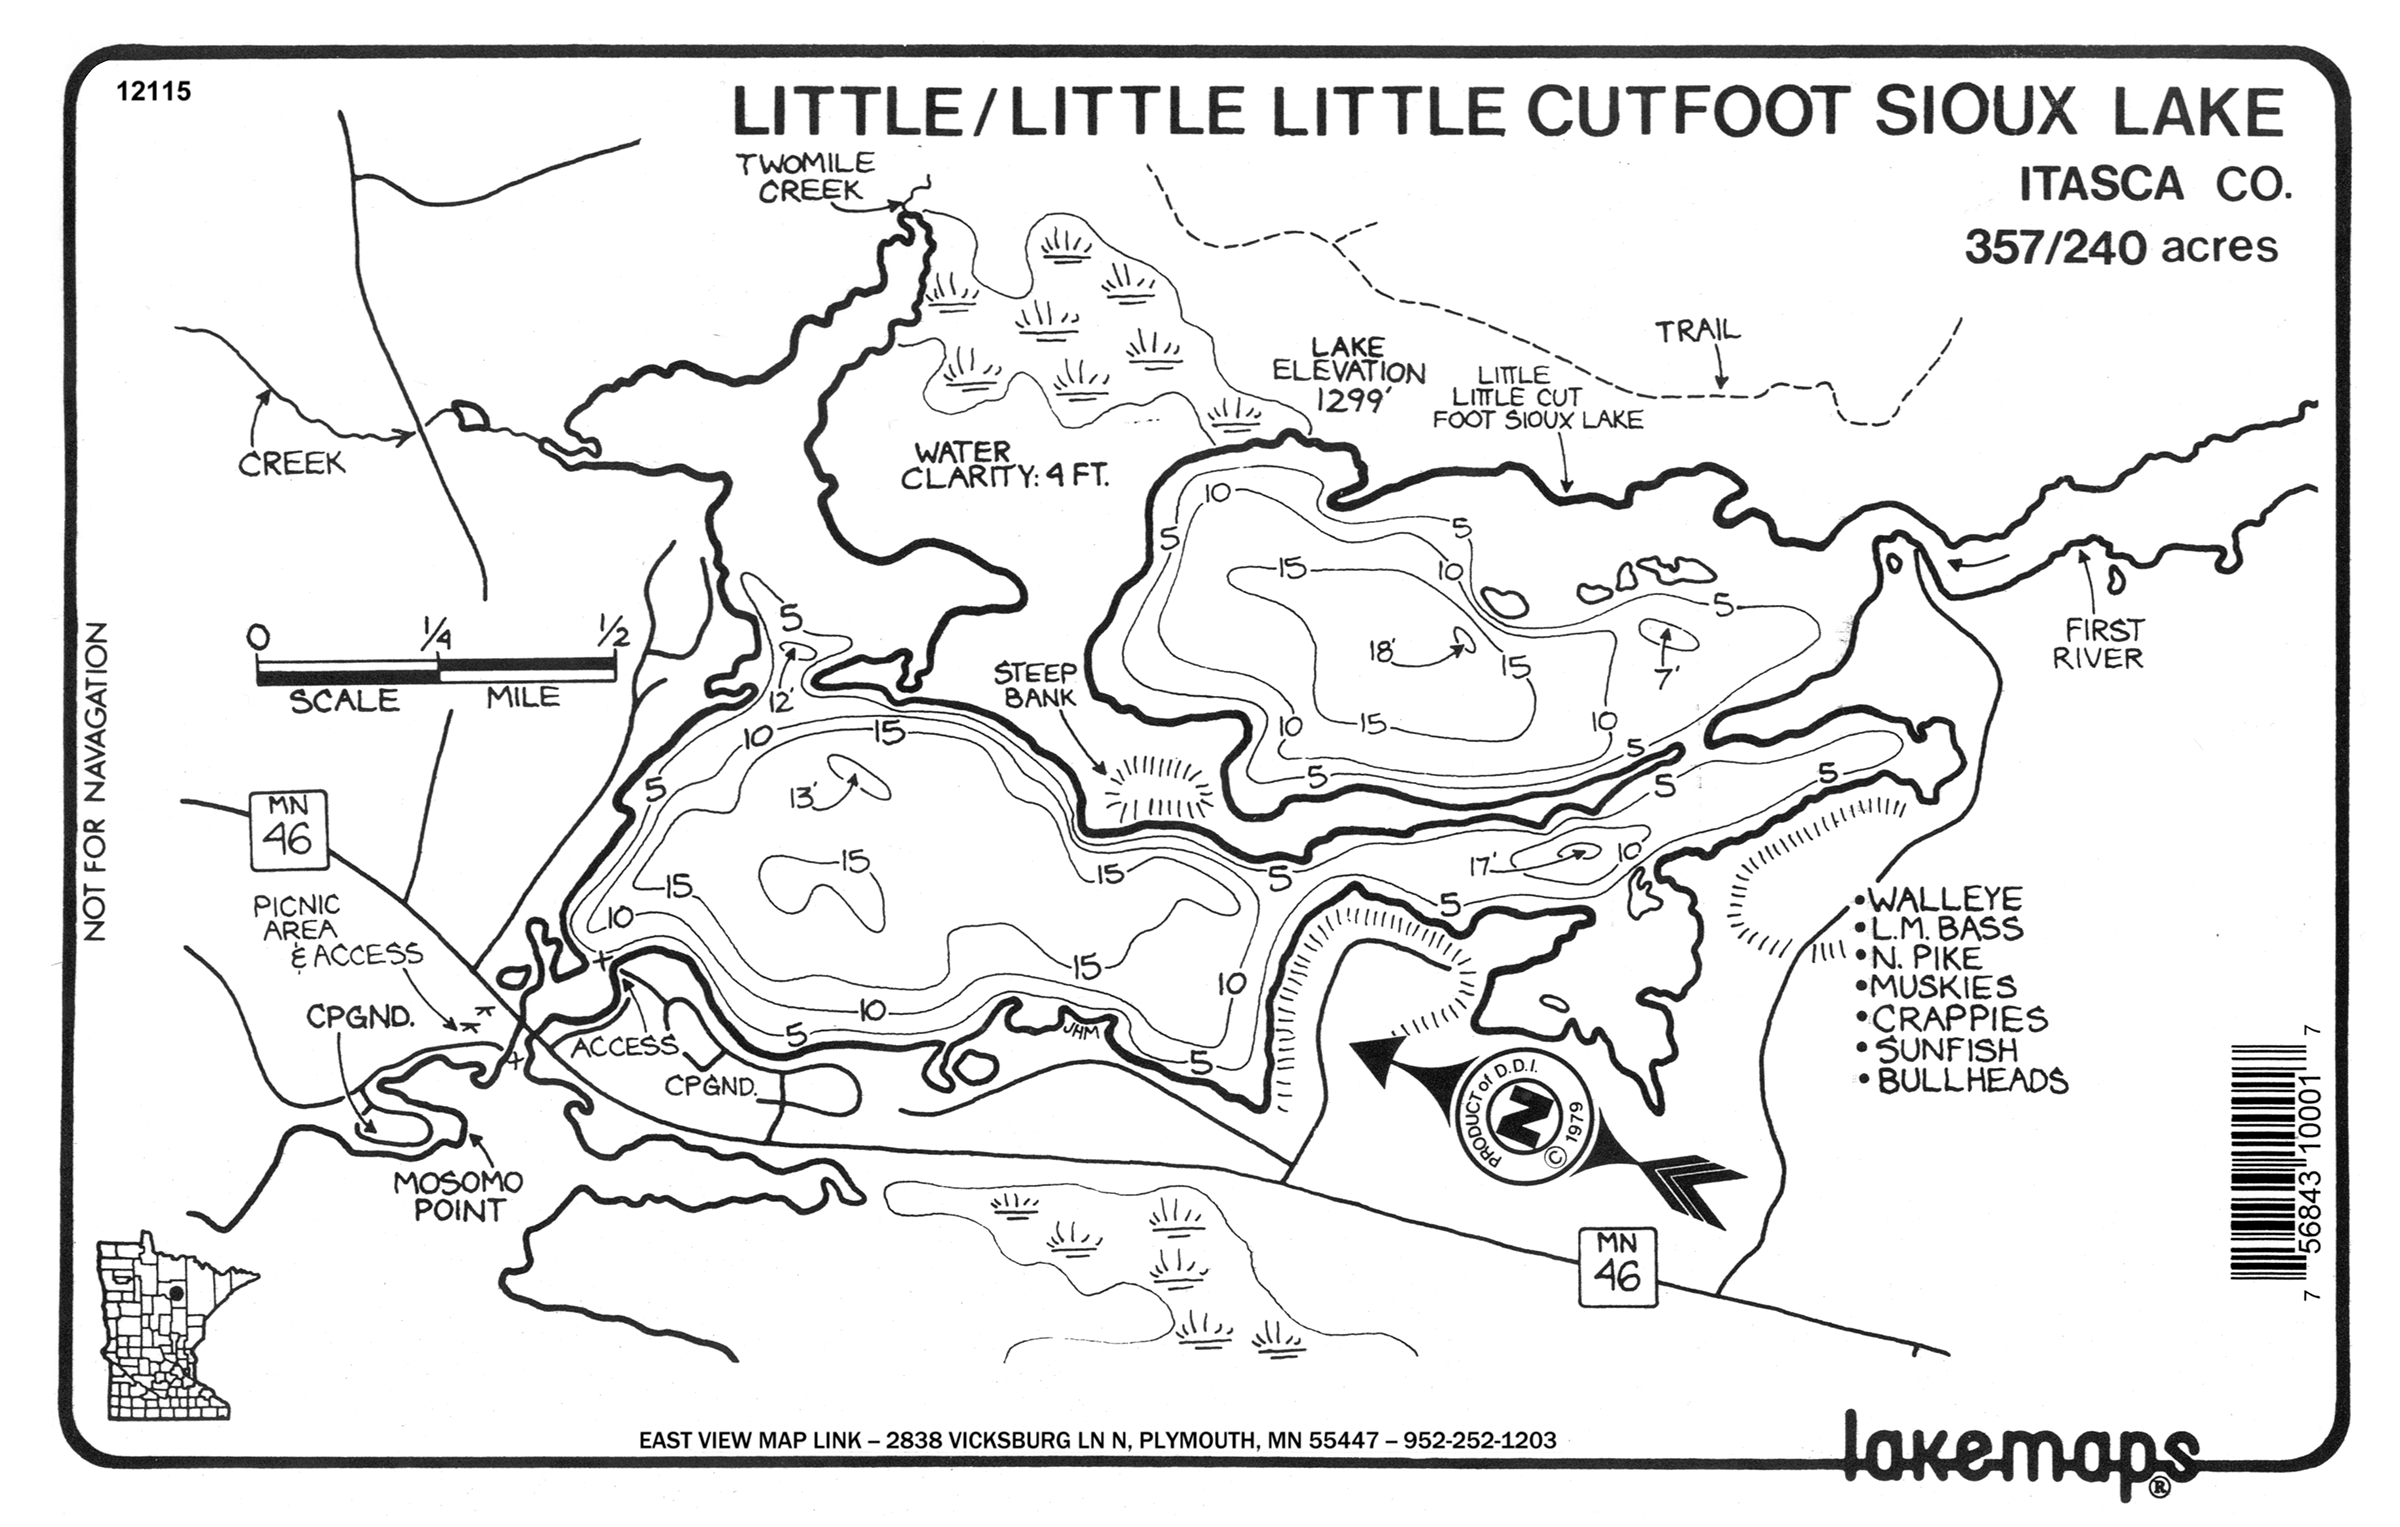 12115
LITTLE/LITTLE LITTLE CUTFOOT SIOUX LAKE
ITASCA CO.
357/240 acres
TWOMILE
CREEK
TRAIL
LAKE
ELEVATION
1299'
LITTLE
LITTLE CUT
FOOT SIOUX LAKE
CREEK
WATER
CLARITY: 4 FT.
10
5
5
10
15
5
18'
15
7'
FIRST
RIVER
0
1/4
1/2
SCALE
MILE
NOT FOR NAVAGATION
5
12'
STEEP
BANK
10
15
10
15
10
5
5
5
5
5
13'
MN
46
15
15
15
17'
10
5
5
10
15
10
10
5
5
PICNIC
AREA
& ACCESS
CPGND.
ACCESS
CPGND.
JHM
MOSOMO
POINT
•WALLEYE
•L.M. BASS
•N. PIKE
•MUSKIES
•CRAPPIES
•SUNFISH
•BULLHEADS
PRODUCT of D.D.I.
N
© 1979
MN
46
7 56843 10001 7
EAST VIEW MAP LINK – 2838 VICKSBURG LN N, PLYMOUTH, MN 55447 – 952-252-1203
lakemaps®